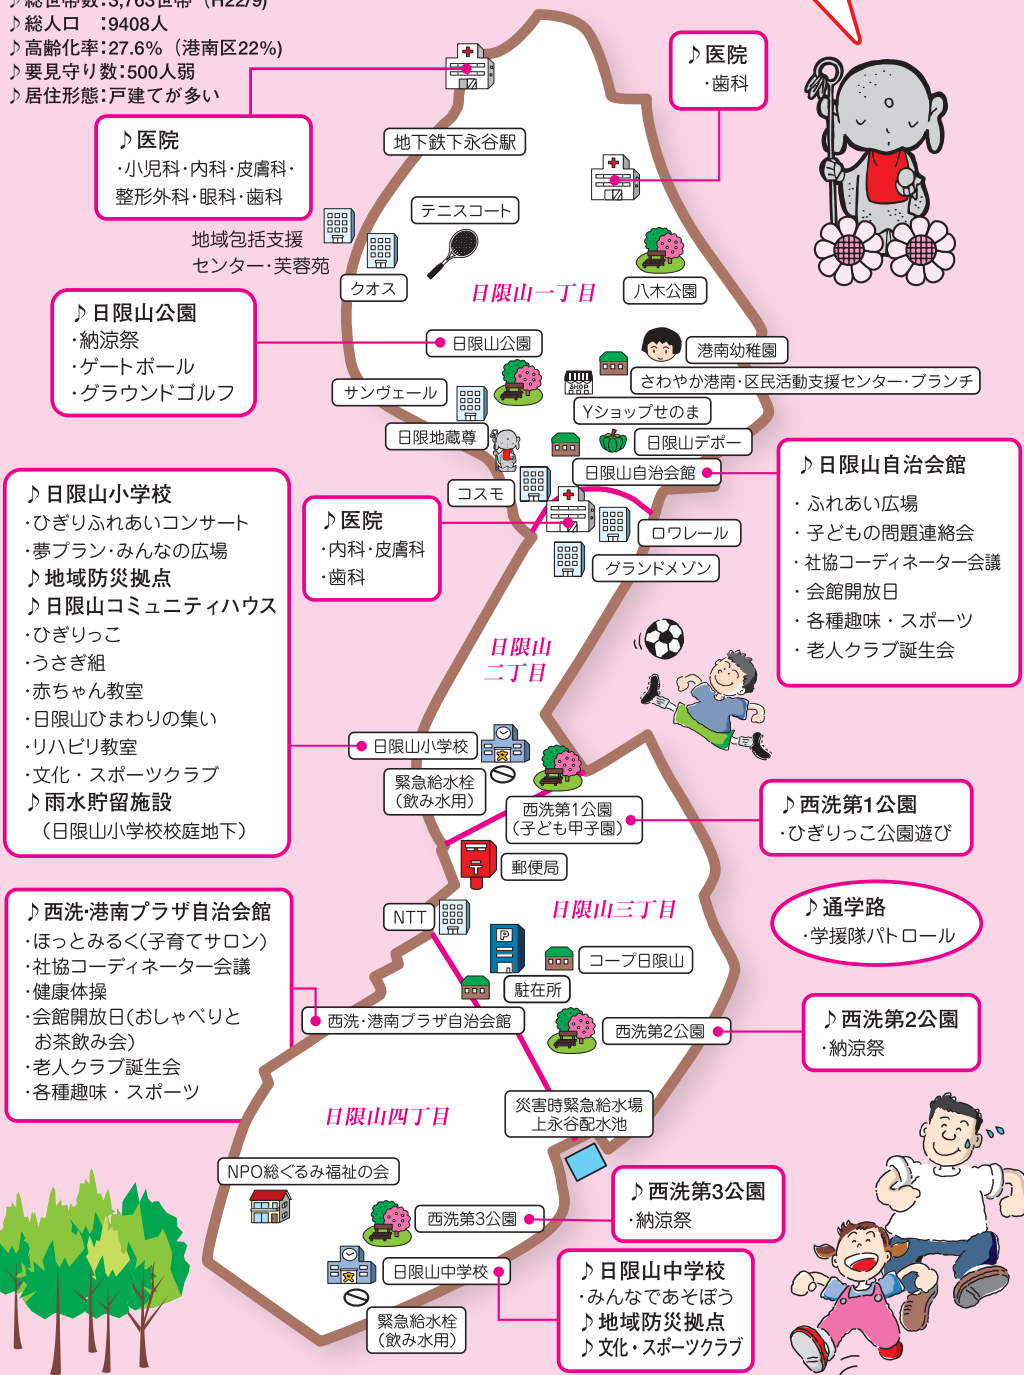 ♪総世帯数:3,763世帯（H22/9)
♪総人口　:9408人
♪高齢化率:27.6%（港南区22%)
♪要見守り数:500人弱
♪居住形態:戸建てが多い
♪医院
・小児科・内科・皮膚科・
整形外科・眼科・歯科
♪医院
・歯科
地下鉄下永谷駅
テニスコート
地域包括支援
センター・芙蓉苑
クオス
日限山一丁目
八木公園
♪日限山公園
・納涼祭
・ゲートボール
・グラウンドゴルフ
日限山公園
港南幼稚園
さわやか港南・区民活動支援センター・ブランチ
サンヴェール
SHOP
Yショップせのま
日限地蔵尊
日限山デポー
日限山自治会館
コスモ
ロワレール
グランドメゾン
♪医院
・内科・皮膚科
・歯科
♪日限山自治会館
・ふれあい広場
・子どもの問題連絡会
・社協コーディネーター会議
・会館開放日
・各種趣味・スポーツ
・老人クラブ誕生会
♪日限山小学校
・ひぎりふれあいコンサート
・夢プラン・みんなの広場
♪地域防災拠点
♪日限山コミュニティハウス
・ひぎりっこ
・うさぎ組
・赤ちゃん教室
・日限山ひまわりの集い
・リハビリ教室
・文化・スポーツクラブ
♪雨水貯留施設
（日限山小学校校庭地下）
日限山
二丁目
日限山小学校
文
緊急給水栓
（飲み水用）
西洗第1公園
（子ども甲子園）
♪西洗第1公園
・ひぎりっこ公園遊び
〒
郵便局
NTT
日限山三丁目
♪通学路
・学援隊パトロール
P
コープ日限山
駐在所
♪西洗・港南プラザ自治会館
・ほっとみるく(子育てサロン)
・社協コーディネーター会議
・健康体操
・会館開放日(おしゃべりと
お茶飲み会)
・老人クラブ誕生会
・各種趣味・スポーツ
西洗・港南プラザ自治会館
西洗第2公園
♪西洗第2公園
・納涼祭
日限山四丁目
災害時緊急給水場
上永谷配水池
NPO総ぐるみ福祉の会
西洗第3公園
♪西洗第3公園
・納涼祭
文
日限山中学校
緊急給水栓
（飲み水用）
♪日限山中学校
・みんなであそぼう
♪地域防災拠点
♪文化・スポーツクラブ